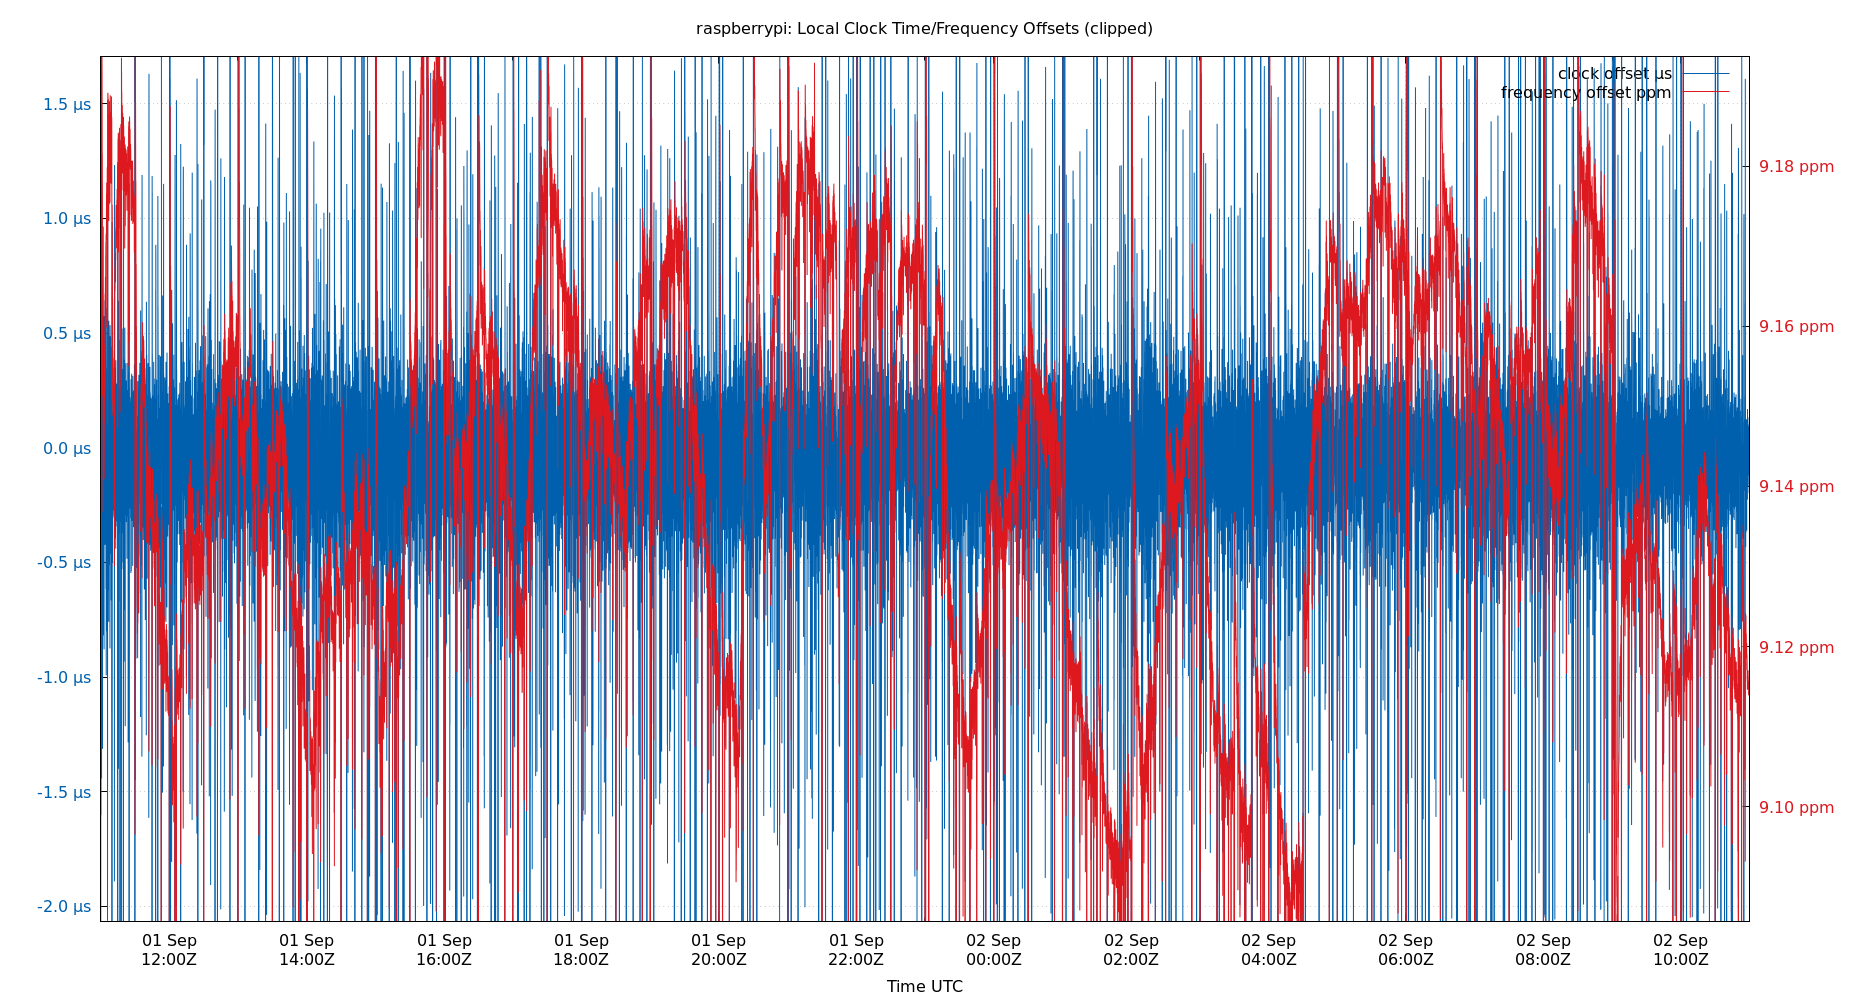 raspberrypi: Local Clock Time/Frequency Offsets (clipped)
clock offset µs
frequency offset ppm
1.5 µs
1.0 µs
0.5 µs
0.0 µs
-0.5 µs
-1.0 µs
-1.5 µs
-2.0 µs
9.18 ppm
9.16 ppm
9.14 ppm
9.12 ppm
9.10 ppm
01 Sep 01 Sep 01 Sep 01 Sep 01 Sep 01 Sep 02 Sep 02 Sep 02 Sep 02 Sep 02 Sep 02 Sep
12:00Z 14:00Z 16:00Z 18:00Z 20:00Z 22:00Z 00:00Z 02:00Z 04:00Z 06:00Z 08:00Z 10:00Z
Time UTC